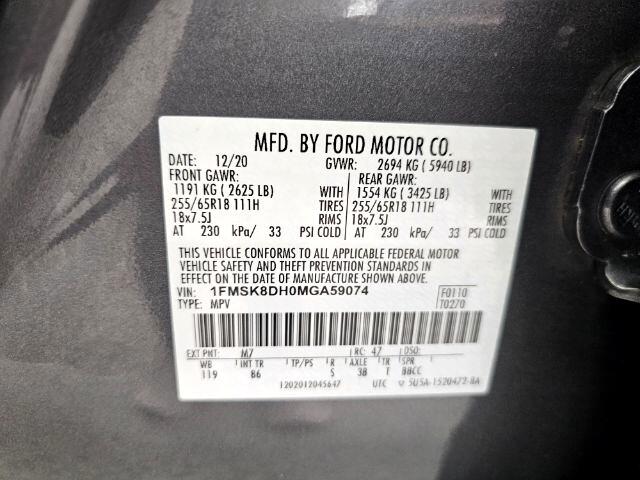 MFD. BY FORD MOTOR CO.
DATE: 12/20 GVWR: 2694 KG ( 5940 LB)
FRONT GAWR: REAR GAWR:
1191 KG ( 2625 LB) WITH 1554 KG ( 3425 LB) WITH
255/65R18 111H TIRES 255/65R18 111H TIRES
18x7.5J RIMS 18x7.5J RIMS
AT 230 kPa/ 33 PSI COLD AT 230 kPa/ 33 PSI COLD
THIS VEHICLE CONFORMS TO ALL APPLICABLE FEDERAL MOTOR
VEHICLE SAFETY AND THEFT PREVENTION STANDARDS IN
EFFECT ON THE DATE OF MANUFACTURE SHOWN ABOVE.
VIN: 1FMSK8DH0MGA59074 F0110
TYPE: MPV T0270
EXT PNT: M7 RC: 47 DSO:
WB INT TR TP/PS R AXLE TR SPR
119 86 S 38 T BBCC
1202012045647 UTC 5U5A-1520472-BA